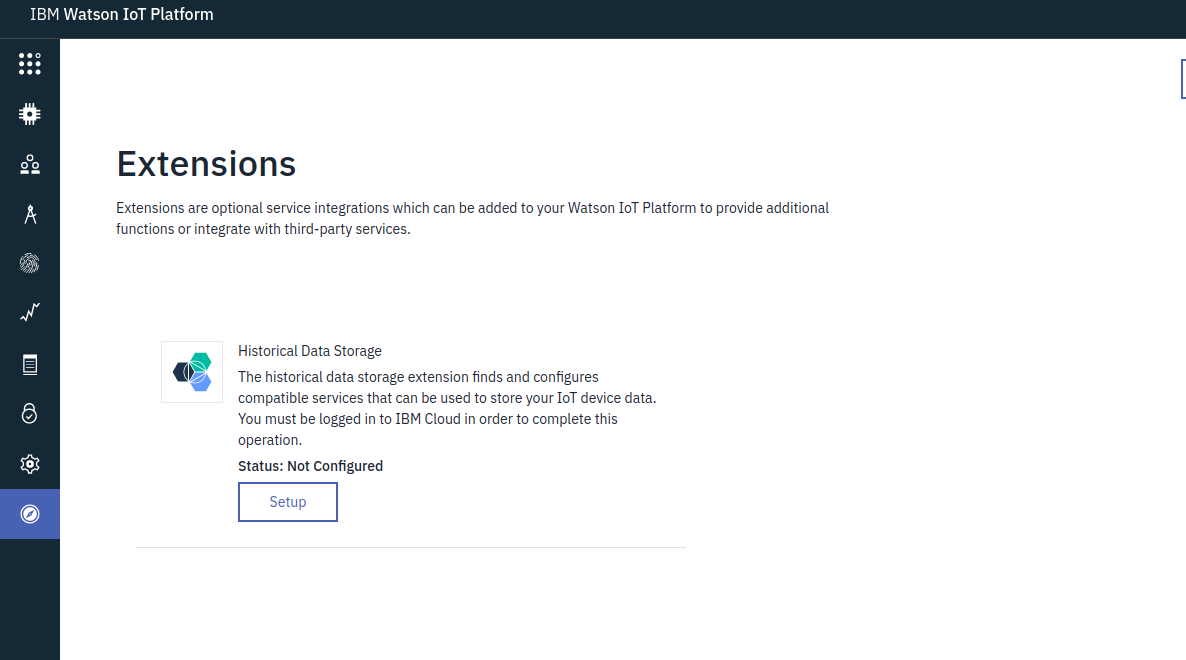 IBM Watson IoT Platform
Extensions
Extensions are optional service integrations which can be added to your Watson IoT Platform to provide additional
functions or integrate with third-party services.
Historical Data Storage
The historical data storage extension finds and configures
compatible services that can be used to store your IoT device data.
You must be logged in to IBM Cloud in order to complete this
operation.
Status: Not Configured
Setup